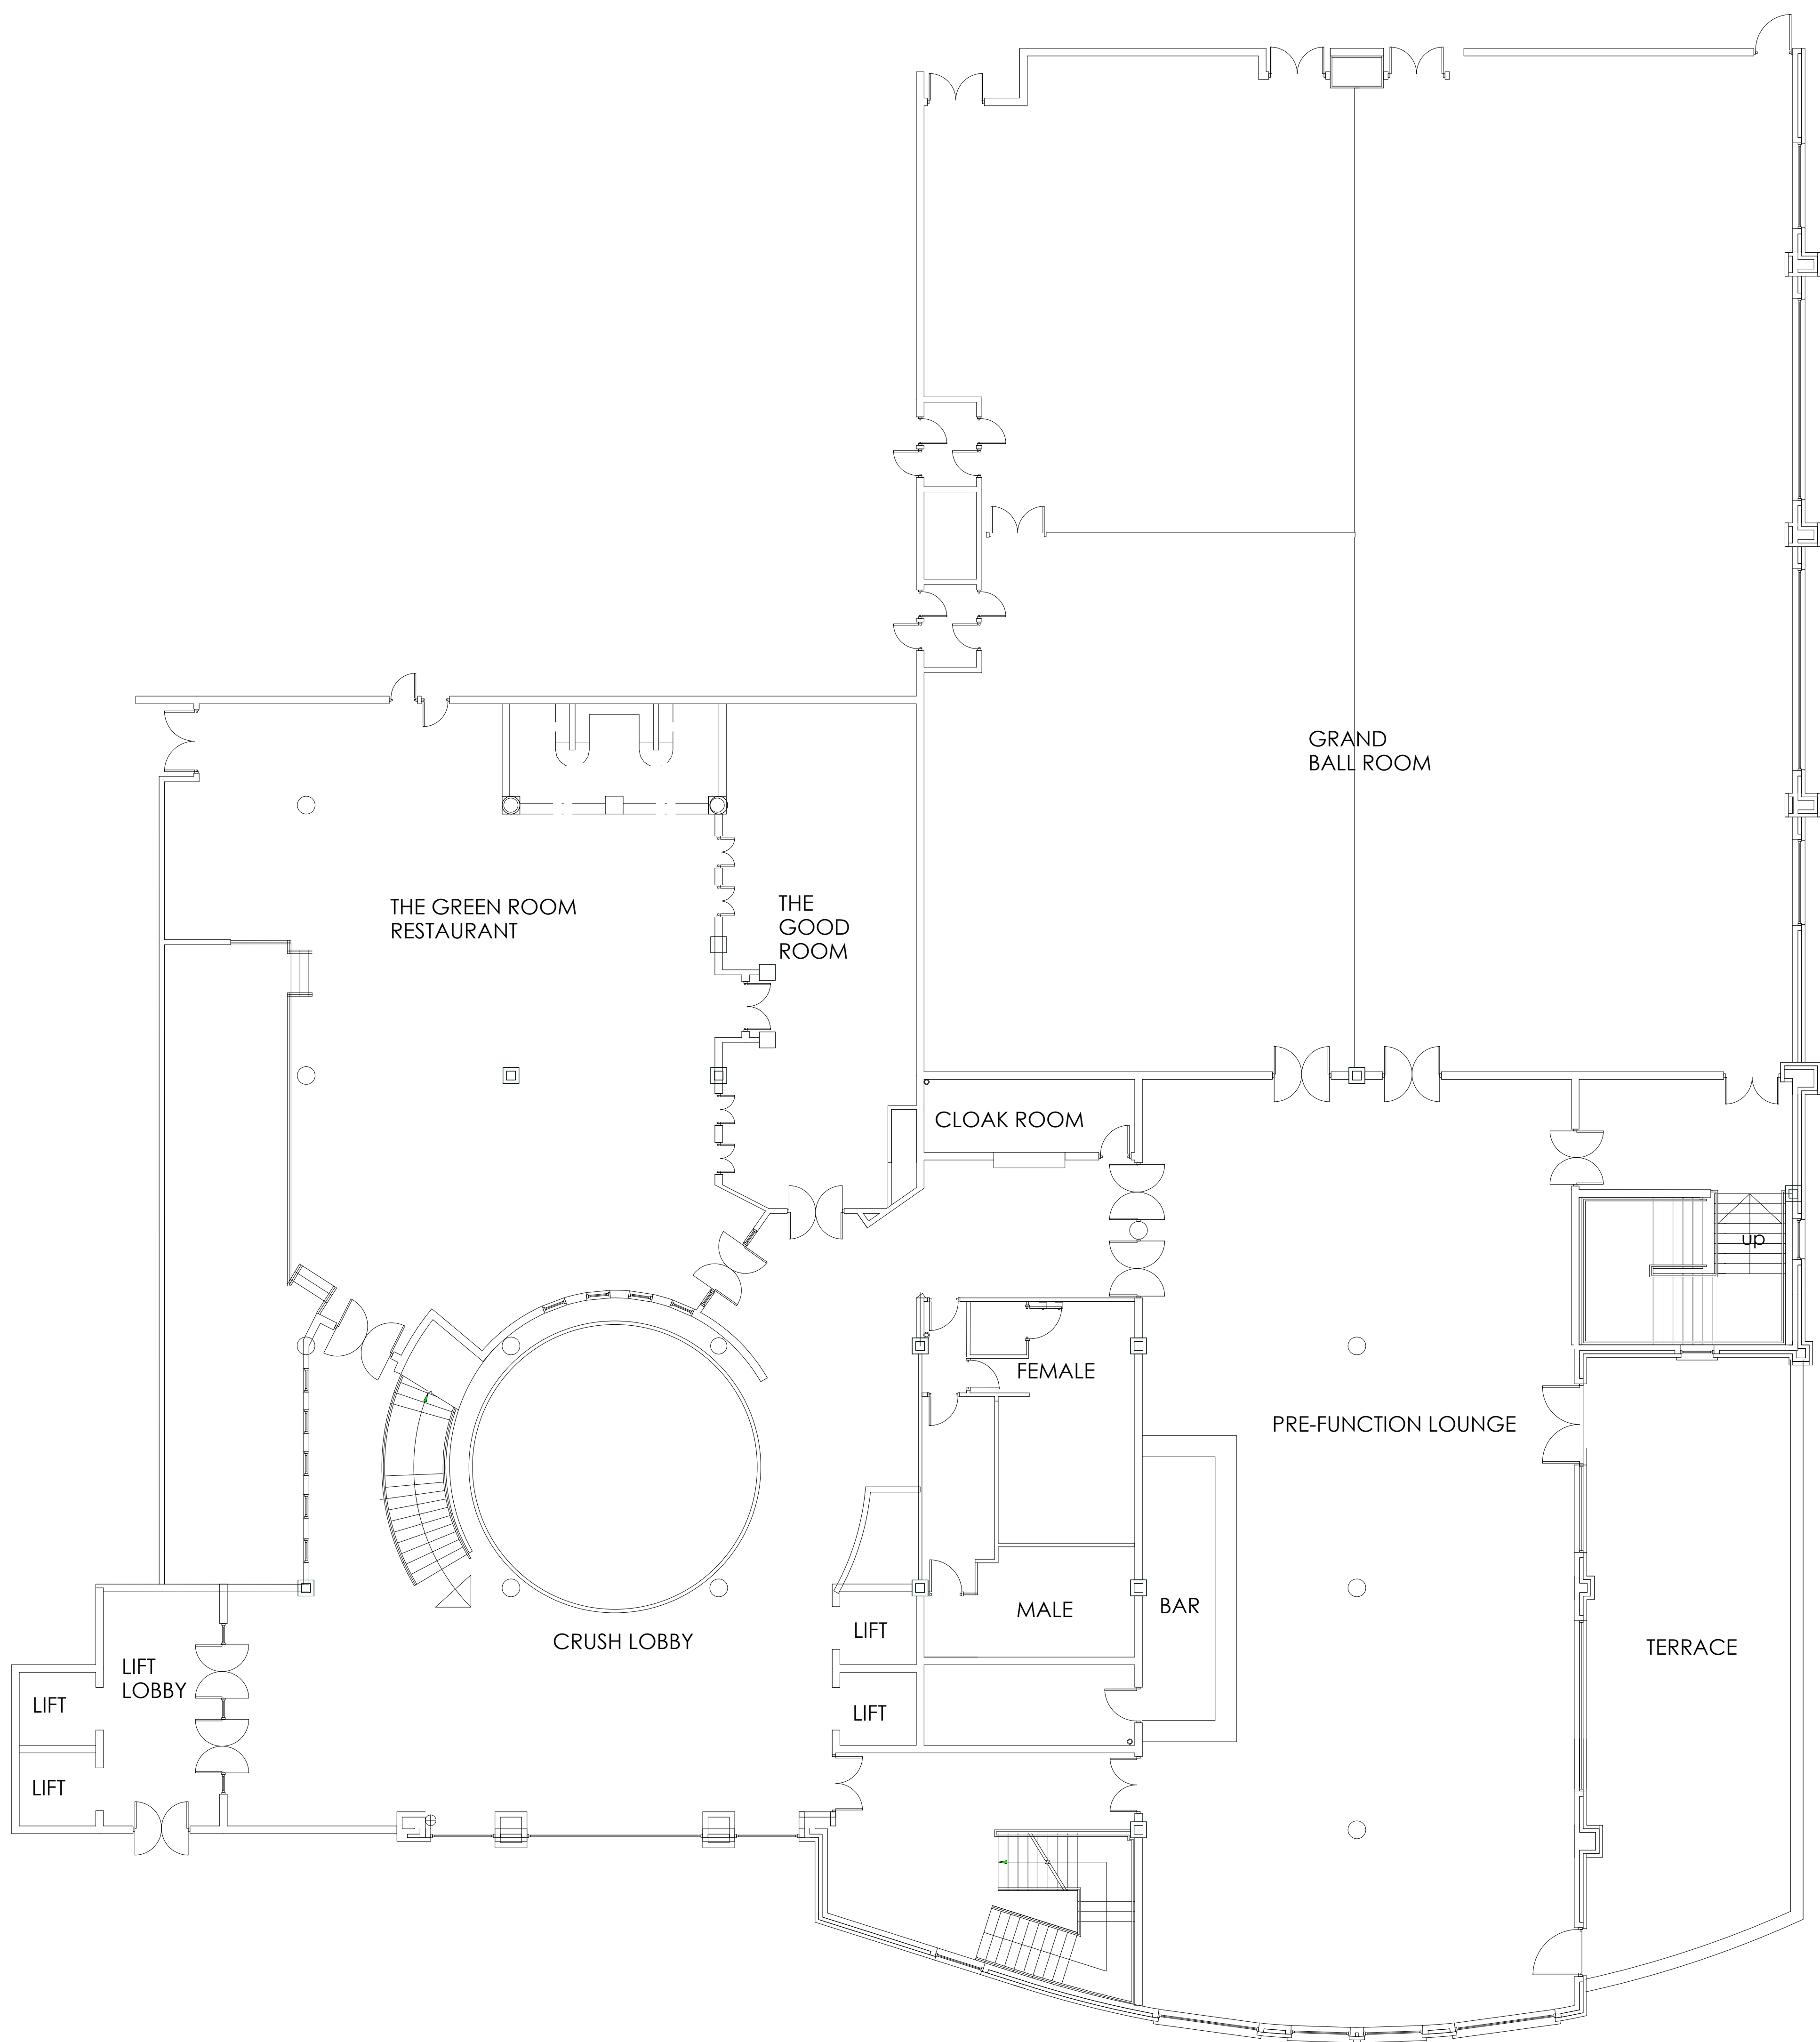 GRAND
BALL ROOM
THE GREEN ROOM
RESTAURANT
THE
GOOD
ROOM
CLOAK ROOM
up
FEMALE
PRE-FUNCTION LOUNGE
MALE
BAR
LIFT
CRUSH LOBBY
TERRACE
LIFT
LOBBY
LIFT
LIFT
LIFT